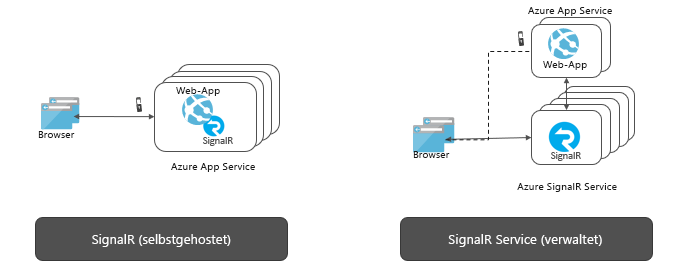 Web-App
SignalR
Browser
Azure App Service
SignalR (selbstgehostet)
Azure App Service
Web-App
Browser
SignalR
Azure SignalR Service
SignalR Service (verwaltet)